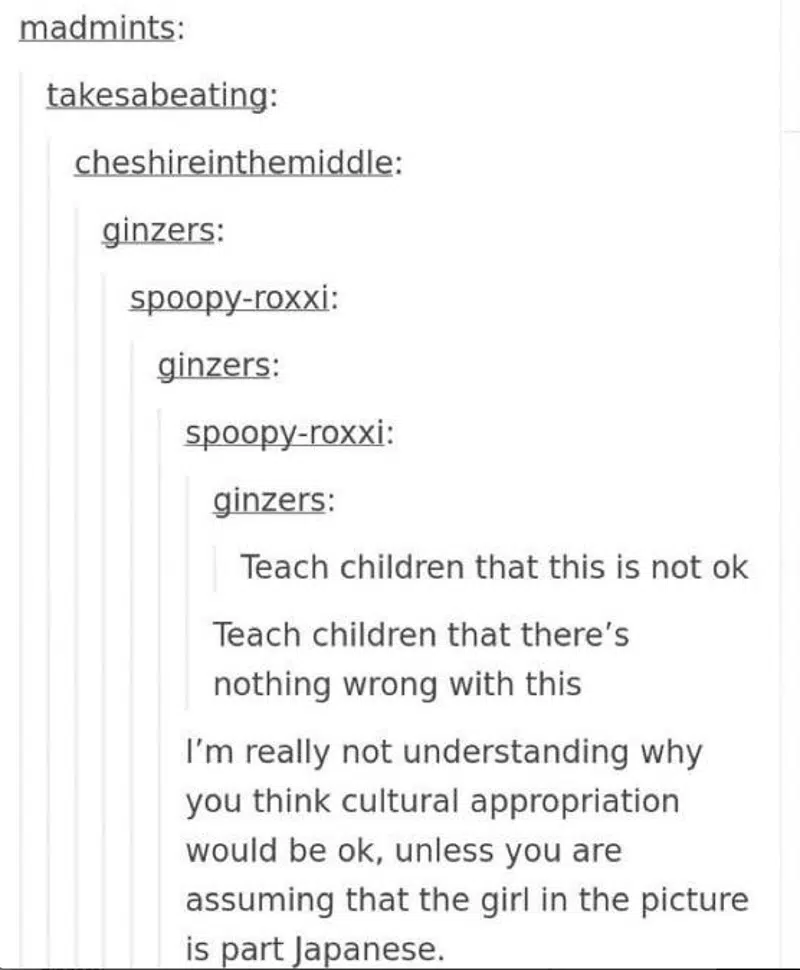 madmints:
takesabeating:
cheshireinthemiddle:
ginzers:
spoopy-roxxi:
ginzers:
spoopy-roxxi:
ginzers:
Teach children that this is not ok
Teach children that there’s
nothing wrong with this
I’m really not understanding why
you think cultural appropriation
would be ok, unless you are
assuming that the girl in the picture
is part Japanese.